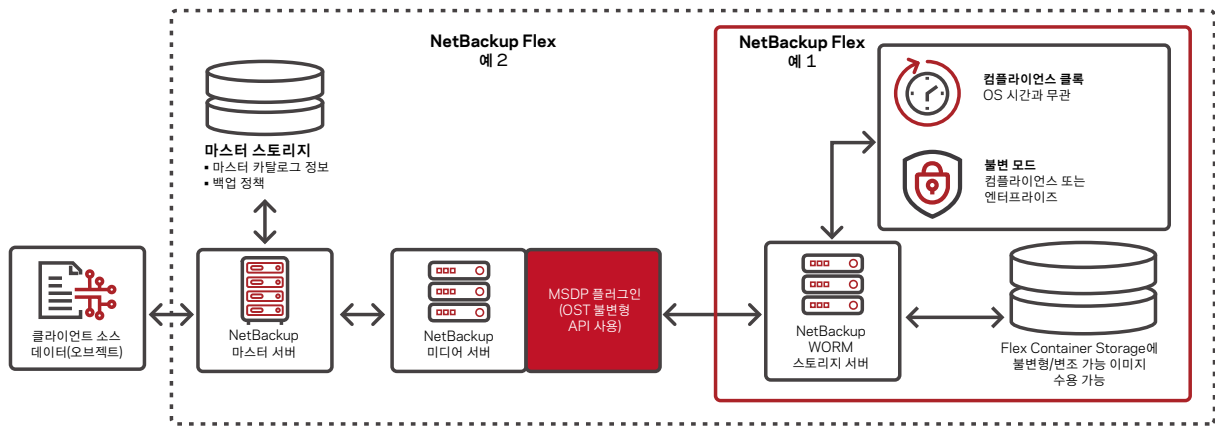 NetBackup Flex
예 2
NetBackup Flex
예 1
컴플라이언스 클록
OS 시간과 무관
불변 모드
컴플라이언스 또는
엔터프라이즈
마스터 스토리지
▪ 마스터 카탈로그 정보
▪ 백업 정책
클라이언트 소스
데이터(오브젝트)
NetBackup
마스터 서버
NetBackup
미디어 서버
MSDP 플러그인
(OST 불변형
API 사용)
NetBackup
WORM
스토리지 서버
Flex Container Storage에
불변형/변조 가능 이미지
수용 가능